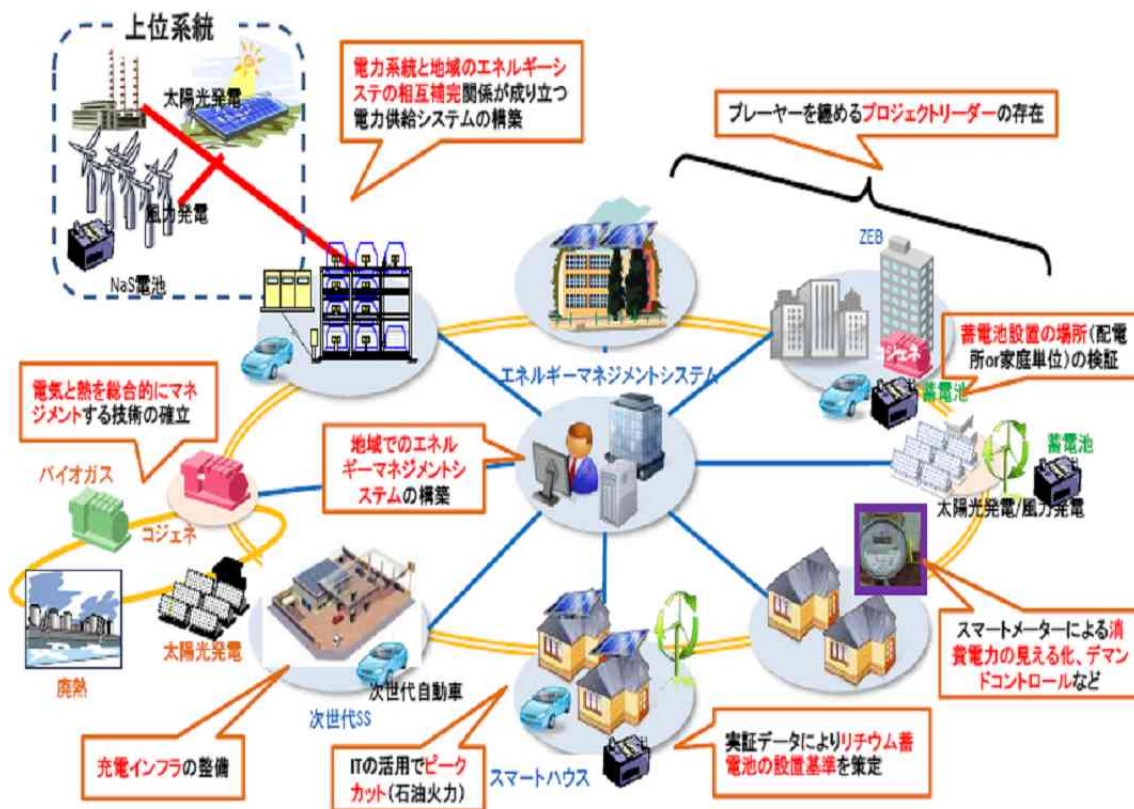 上位系統
太陽光発電
風力発電
NaS電池
電力系統と地域のエネルギーシ
ステの相互補完関係が成り立つ
電力供給システムの構築
プレーヤーを纏めるプロジェクトリーダーの存在
ZEB
コジェネ
蓄電池
蓄電池設置の場所(配電
所or家庭単位)の検証
エネルギーマネジメントシステム
電気と熱を総合的にマネ
ジメントする技術の確立
地域でのエネル
ギーマネジメントシ
ステムの構築
蓄電池
太陽光発電/風力発電
バイオガス
コジェネ
太陽光発電
廃熱
スマートメーターによる消
費電力の見える化、デマン
ドコントロールなど
次世代自動車
次世代SS
充電インフラの整備
ITの活用でピーク
カット(石油火力)
スマートハウス
実証データによりリチウム蓄
電池の設置基準を策定